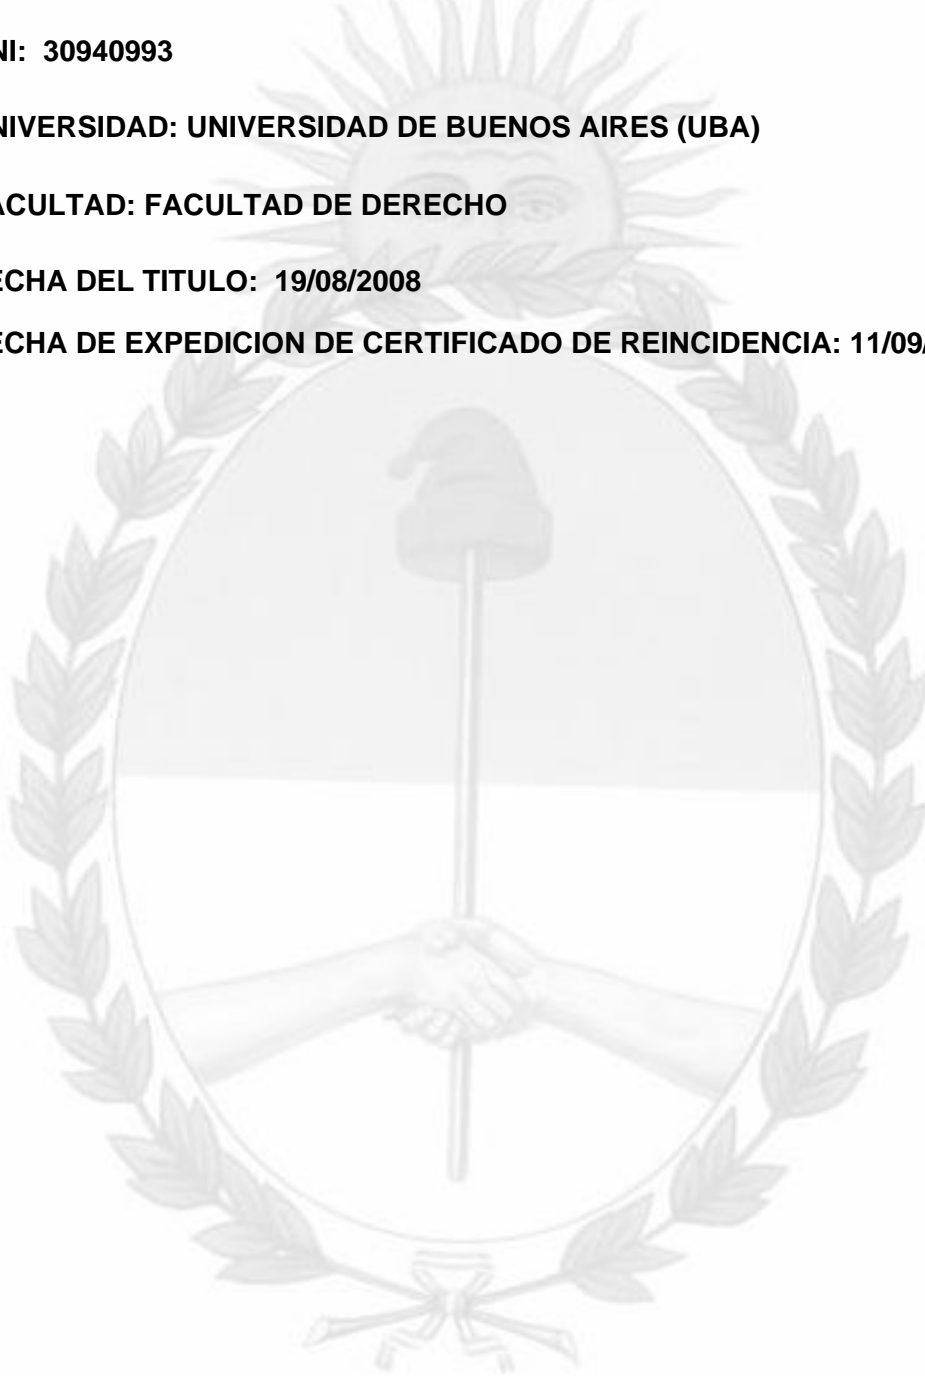 NI: 30940993
NIVERSIDAD: UNIVERSIDAD DE BUENOS AIRES (UBA)
ACULTAD: FACULTAD DE DERECHO
ECHA DEL TITULO: 19/08/2008
ECHA DE EXPEDICION DE CERTIFICADO DE REINCIDENCIA: 11/09/